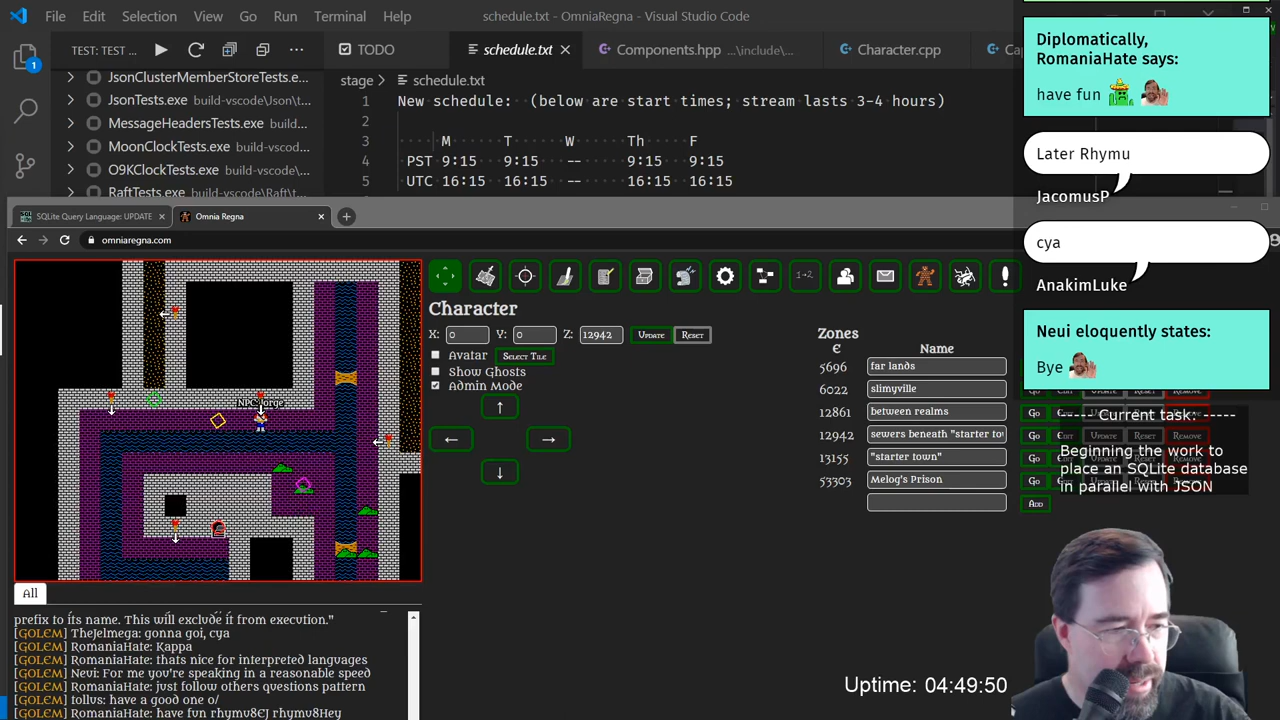 File Edit Selection View Go Run Terminal Help schedule.txt - OmniaRegna - Visual Studio Code
TEST: TEST ...
TODO
schedule.txt
Components.hpp ...\include\...
Character.cpp
1
JsonClusterMemberStoreTests.e...
JsonTests.exe build-vscode\Json\t...
MessageHeadersTests.exe build...
MoonClockTests.exe build-vscod...
O9KClockTests.exe build-vscode...
RaftTests.exe build-vscode\Raft\t...
stage > schedule.txt
1 New schedule: (below are start times; stream lasts 3-4 hours)
2
3 M T W Th F
4 PST 9:15 9:15 -- 9:15 9:15
5 UTC 16:15 16:15 -- 16:15 16:15
Diplomatically,
RomaniaHate says:
have fun
Later Rhymu
JacomusP
cya
AnakimLuke
Neui eloquently states:
Bye
SQLite Query Language: UPDATE
Omnia Regna
omniaregna.com
1→2
Character
X: 0 Y: 0 Z: 12942 Update Reset
Avatar Select Tile
Show Ghosts
Admin Mode
Zones
Є Name
5696 far lands
6022 slimyville
12861 between realms
12942 sewers beneath "starter to
13155 "starter town"
53303 Melog's Prison
Go Edit Update Reset Remove
Add
----- Current task: -----
Beginning the work to
place an SQLite database
in parallel with JSON
All
prefix to its name. This will exclude it from execution."
[GOLEM] TheJelmega: gonna goi, cya
[GOLEM] RomaniaHate: Kappa
[GOLEM] RomaniaHate: thats nice for interpreted languages
[GOLEM] Neui: For me you're speaking in a reasonable speed
[GOLEM] RomaniaHate: just follow others questions pattern
[GOLEM] tollus: have a good one o/
[GOLEM] RomaniaHate: have fun rhymu8EJ rhymu8Hey
Uptime: 04:49:50